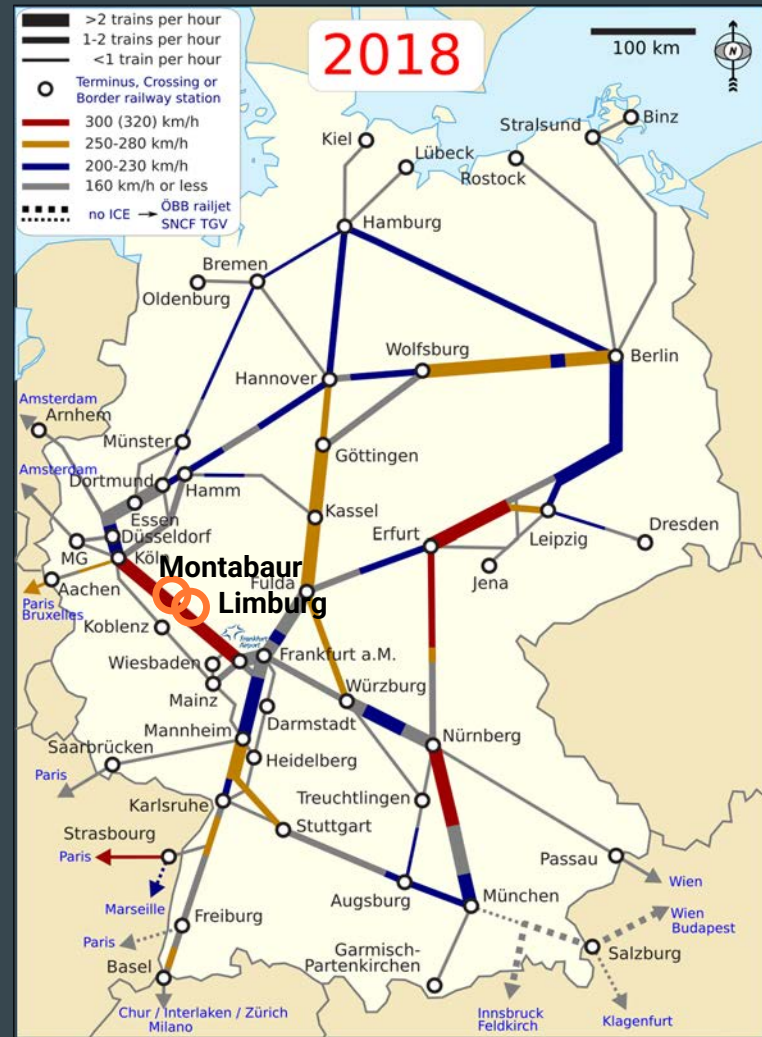 >2 trains per hour
1-2 trains per hour
<1 train per hour
Terminus, Crossing or
Border railway station
300 (320) km/h
250-280 km/h
200-230 km/h
160 km/h or less
no ICE → ÖBB railjet
SNCF TGV
2018
100 km
N
Kiel
Lübeck
Rostock
Stralsund
Binz
Hamburg
Bremen
Oldenburg
Wolfsburg
Berlin
Hannover
Amsterdam
Arnhem
Münster
Göttingen
Amsterdam
Dortmund
Hamm
Essen
Kassel
Düsseldorf
Erfurt
Leipzig
Dresden
MG
Köln
Jena
Aachen
Montabaur
Fulda
Paris
Bruxelles
Limburg
Koblenz
Frankfurt
Airport
Wiesbaden
Frankfurt a.M.
Mainz
Würzburg
Darmstadt
Mannheim
Nürnberg
Saarbrücken
Heidelberg
Paris
Karlsruhe
Treuchtlingen
Stuttgart
Strasbourg
Paris
Passau
Wien
Augsburg
München
Marseille
Freiburg
Wien
Budapest
Paris
Garmisch-
Partenkirchen
Salzburg
Basel
Chur / Interlaken / Zürich
Milano
Innsbruck
Feldkirch
Klagenfurt